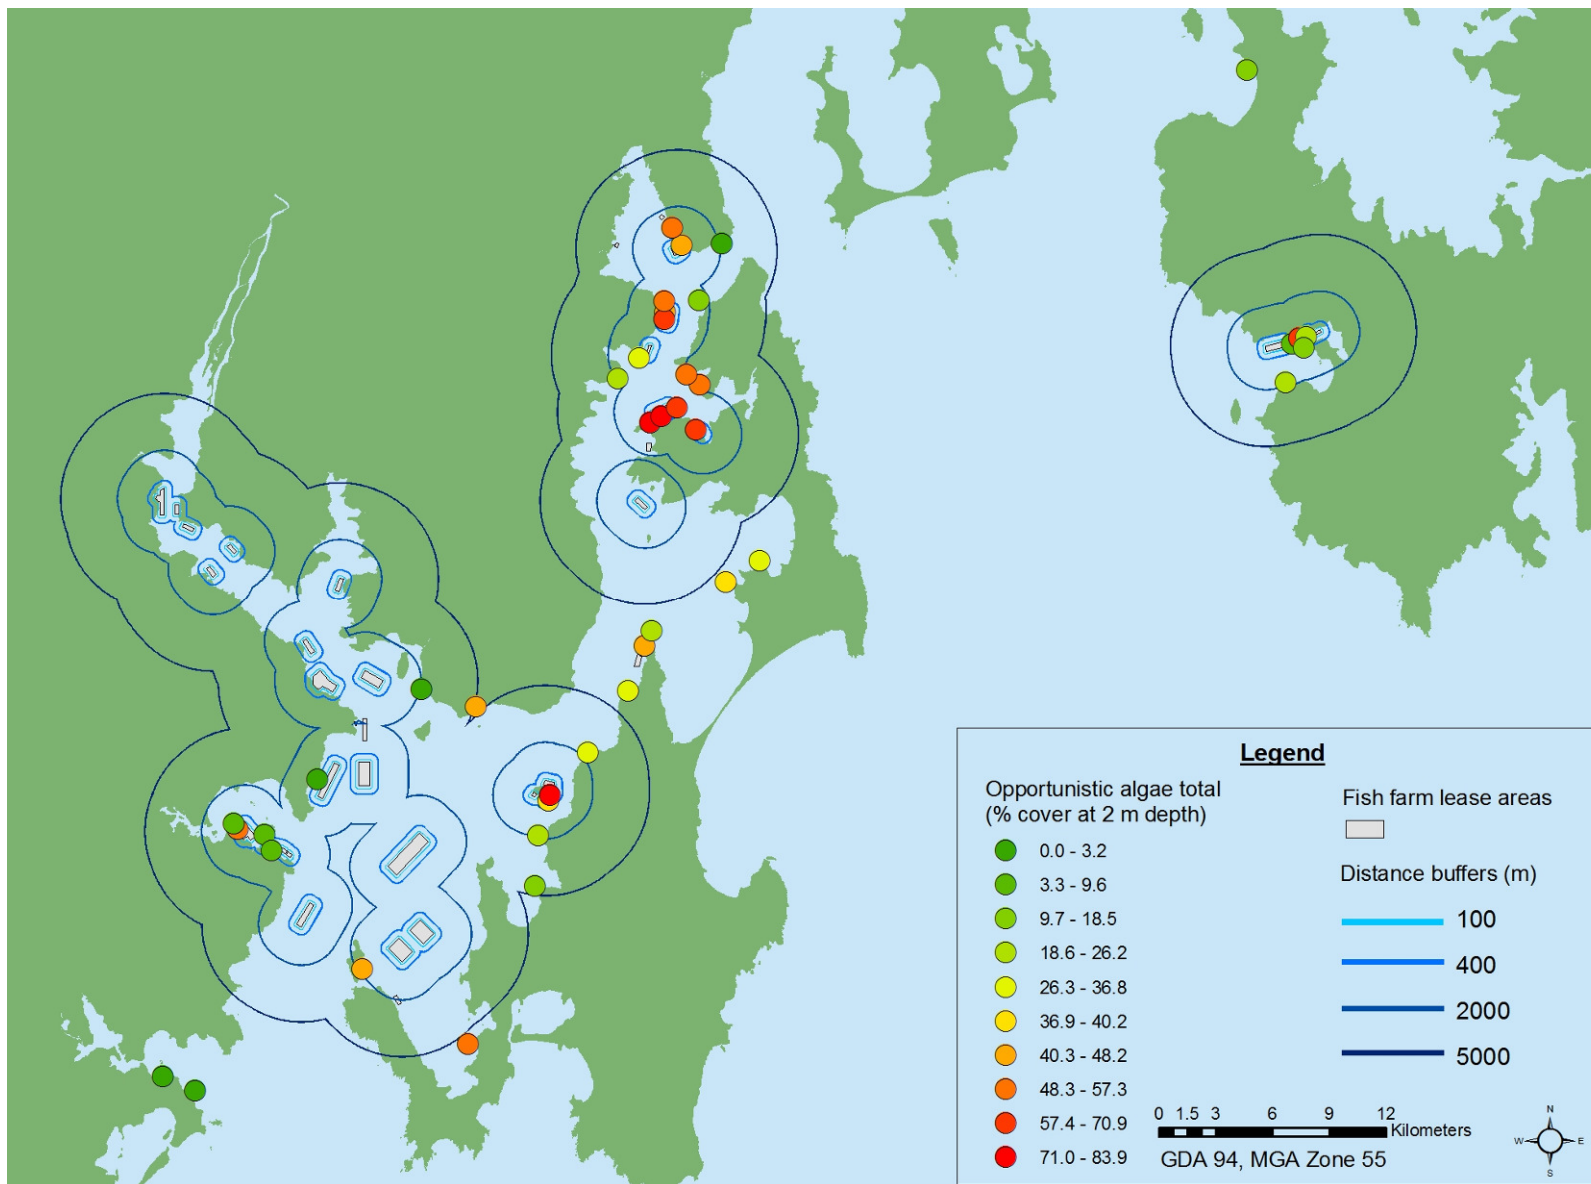 Legend
Opportunistic algae total
(% cover at 2 m depth)
0.0 - 3.2
3.3 - 9.6
9.7 - 18.5
18.6 - 26.2
26.3 - 36.8
36.9 - 40.2
40.3 - 48.2
48.3 - 57.3
57.4 - 70.9
71.0 - 83.9
Fish farm lease areas
Distance buffers (m)
100
400
2000
5000
0 1.5 3 6 9 12
Kilometers
GDA 94, MGA Zone 55
N
W E
S